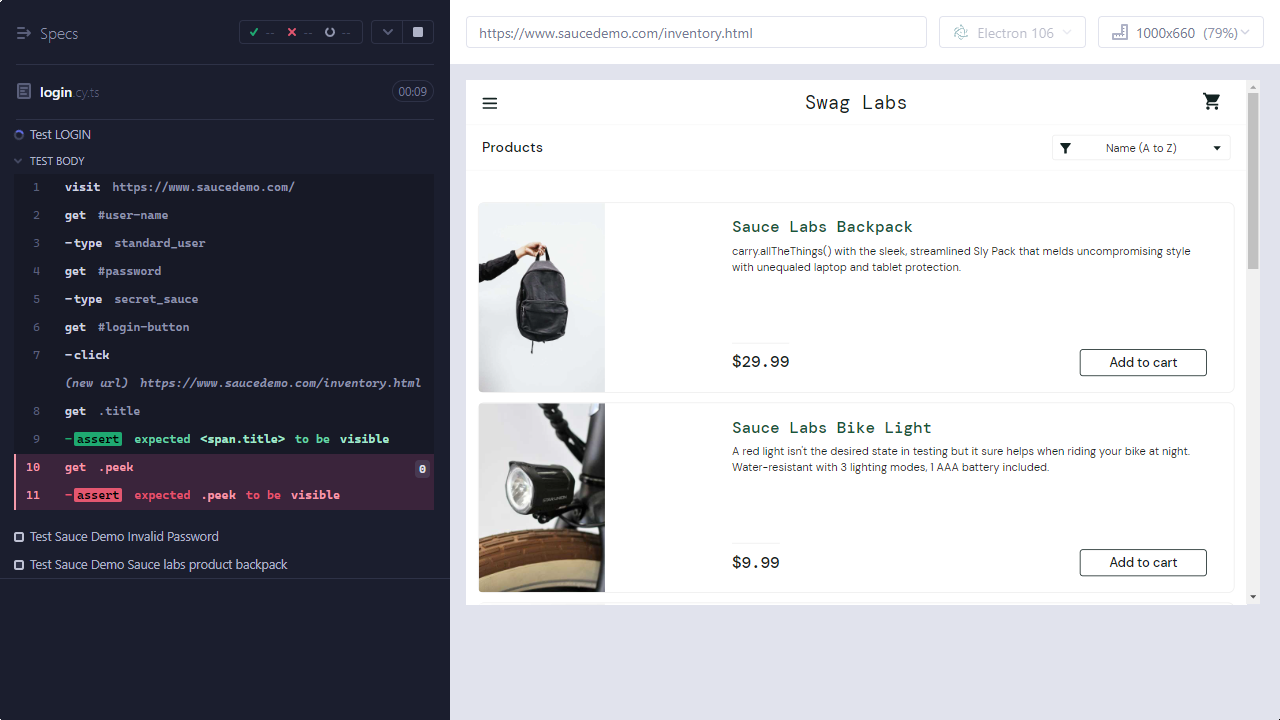 Specs
-- -- --
login.cy.ts 00:09
Test LOGIN
TEST BODY
1 visit https://www.saucedemo.com/
2 get #user-name
3 -type standard_user
4 get #password
5 -type secret_sauce
6 get #login-button
7 -click
(new url) https://www.saucedemo.com/inventory.html
8 get .title
9 -assert expected <span.title> to be visible
10 get .peek 0
11 -assert expected .peek to be visible
Test Sauce Demo Invalid Password
Test Sauce Demo Sauce labs product backpack
https://www.saucedemo.com/inventory.html
Electron 106
1000x660 (79%)
Swag Labs
Products
Name (A to Z)
Sauce Labs Backpack
carry.allTheThings() with the sleek, streamlined Sly Pack that melds uncompromising style
with unequaled laptop and tablet protection.
$29.99
Add to cart
Sauce Labs Bike Light
A red light isn't the desired state in testing but it sure helps when riding your bike at night.
Water-resistant with 3 lighting modes, 1 AAA battery included.
$9.99
Add to cart